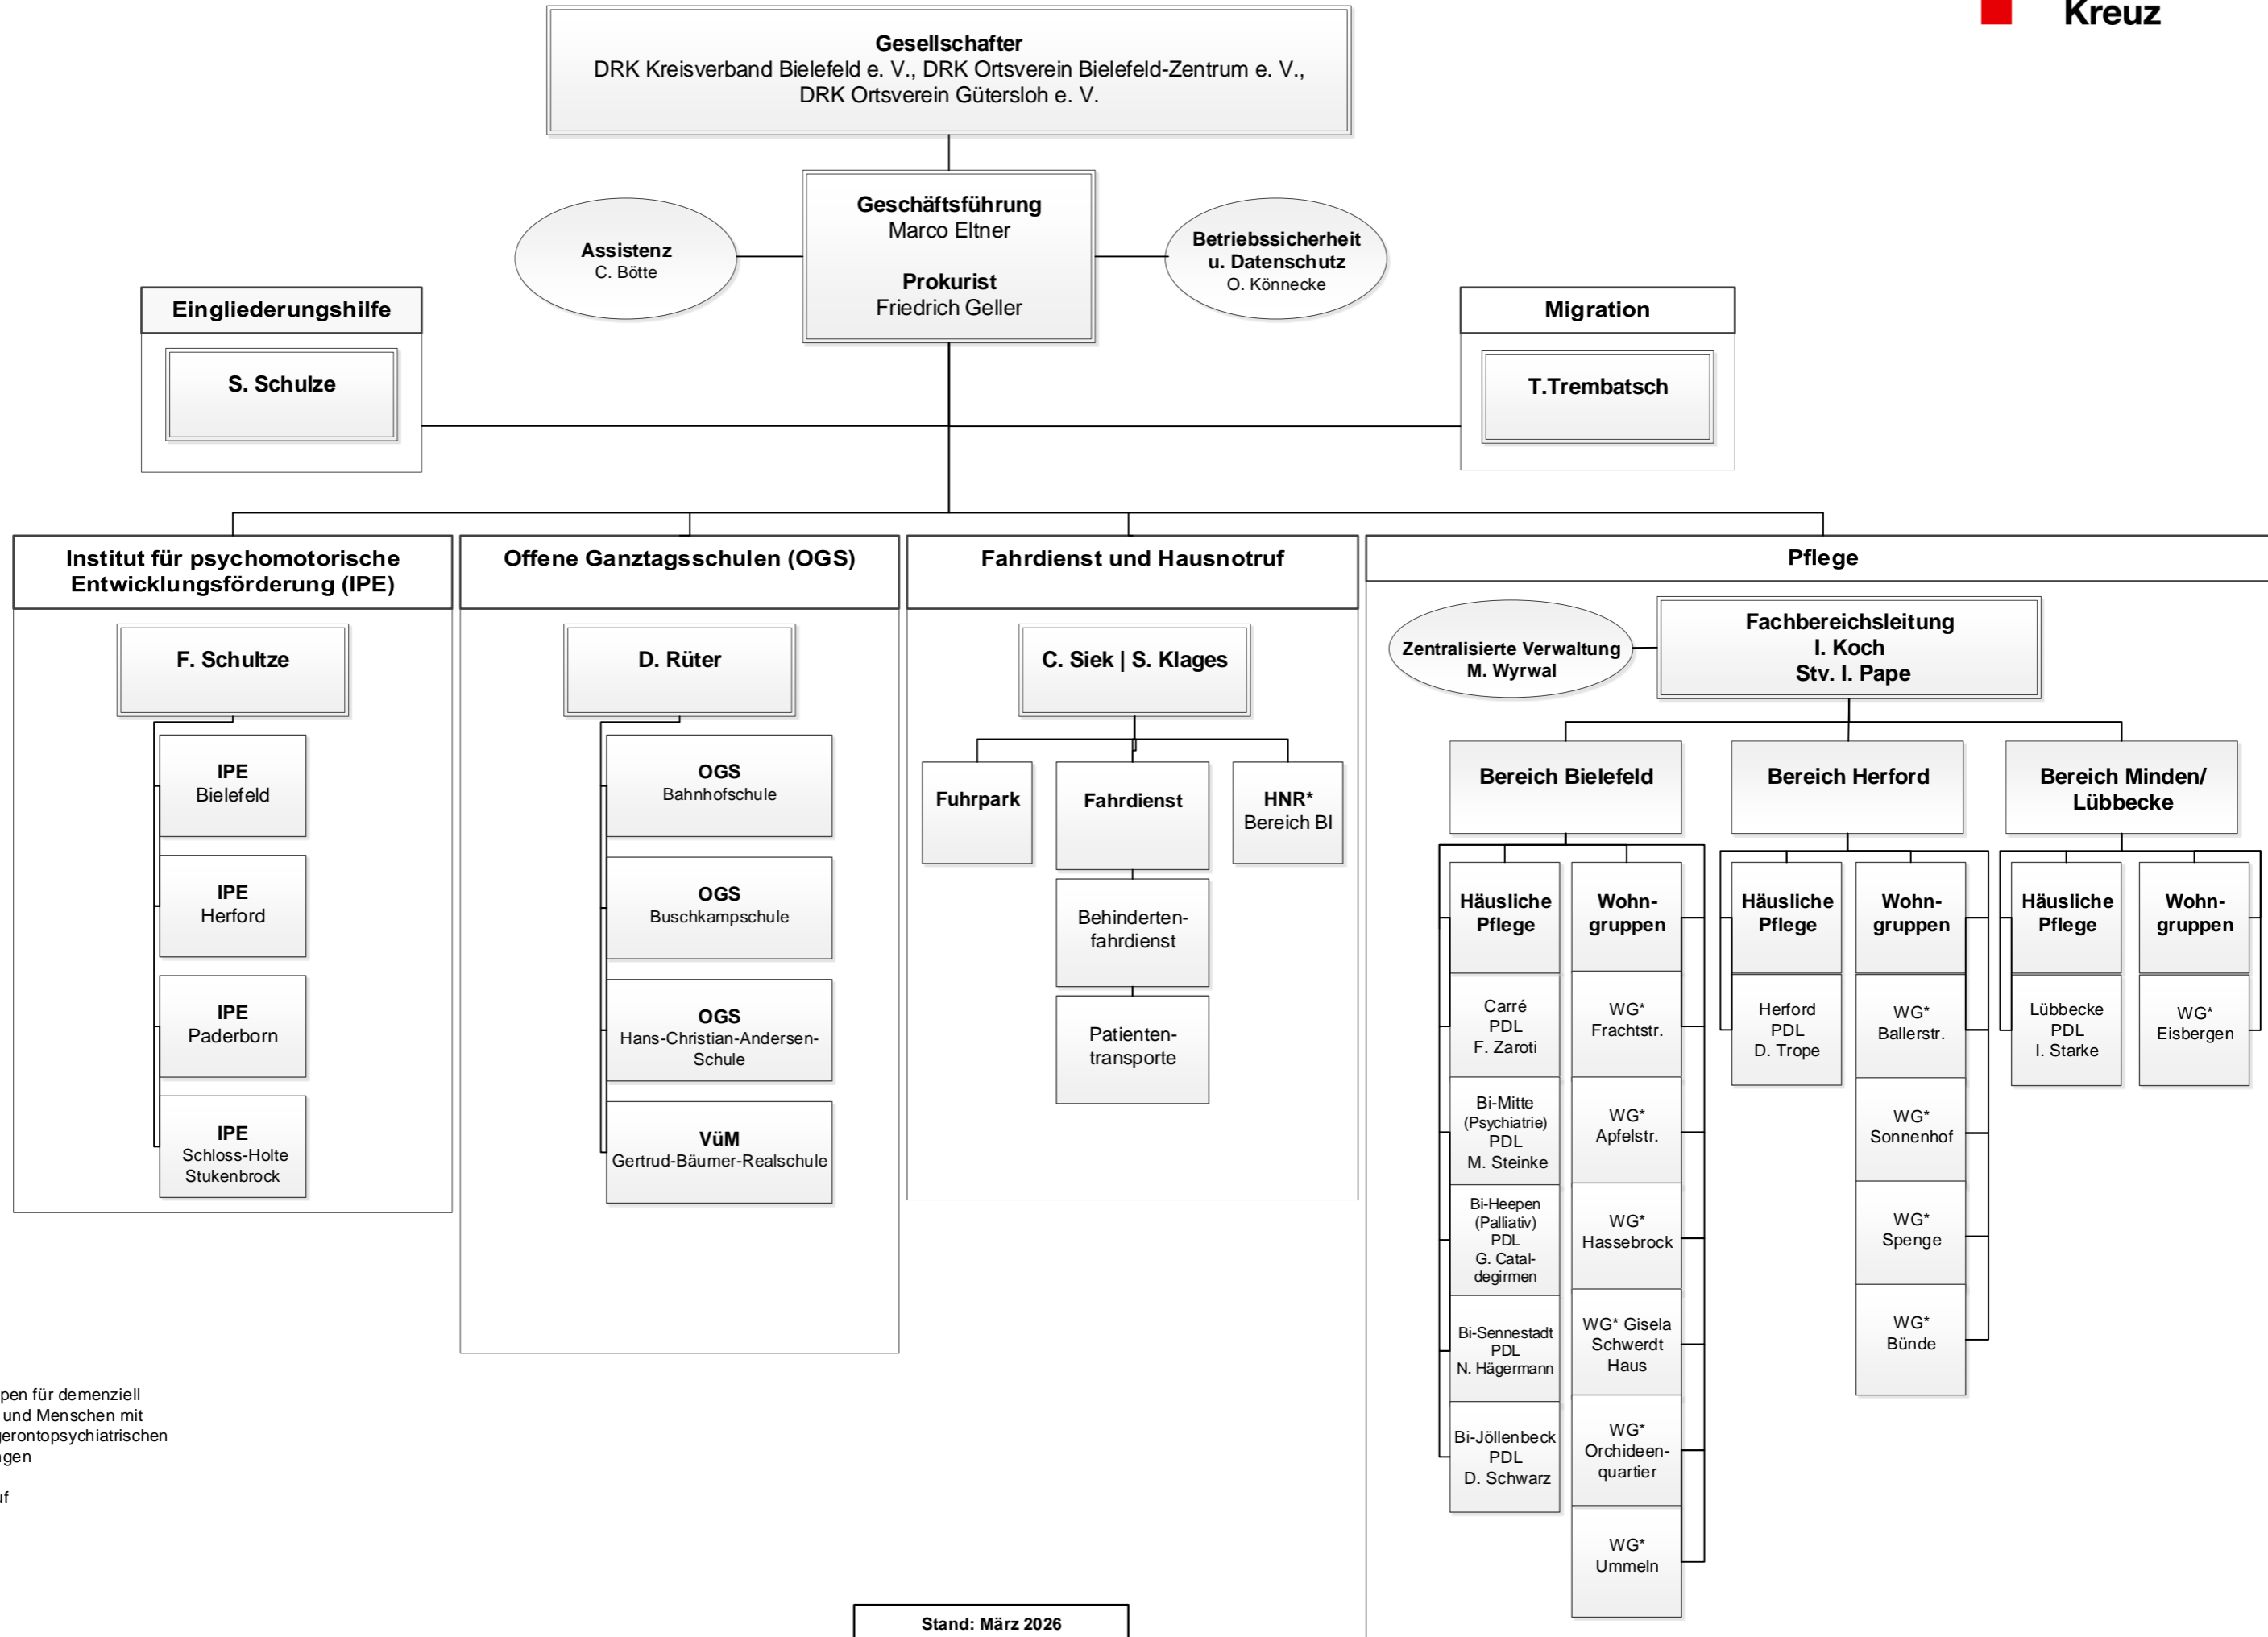 Kreuz
Gesellschafter
DRK Kreisverband Bielefeld e. V., DRK Ortsverein Bielefeld-Zentrum e. V.,
DRK Ortsverein Gütersloh e. V.
Geschäftsführung
Marco Eltner
Prokurist
Friedrich Geller
Assistenz
C. Bötte
Betriebssicherheit
u. Datenschutz
O. Könnecke
Eingliederungshilfe
S. Schulze
Migration
T.Trembatsch
Institut für psychomotorische
Entwicklungsförderung (IPE)
F. Schultze
IPE
Bielefeld
IPE
Herford
IPE
Paderborn
IPE
Schloss-Holte
Stukenbrock
Offene Ganztagsschulen (OGS)
D. Rüter
OGS
Bahnhofschule
OGS
Buschkampschule
OGS
Hans-Christian-Andersen-
Schule
VüM
Gertrud-Bäumer-Realschule
Fahrdienst und Hausnotruf
C. Siek | S. Klages
Fuhrpark
Fahrdienst
HNR*
Bereich BI
Behinderten-
fahrdienst
Patienten-
transporte
Pflege
Zentralisierte Verwaltung
M. Wyrwal
Fachbereichsleitung
I. Koch
Stv. I. Pape
Bereich Bielefeld
Häusliche
Pflege
Carré
PDL
F. Zaroti
Bi-Mitte
(Psychiatrie)
PDL
M. Steinke
Bi-Heepen
(Palliativ)
PDL
G. Catal-
degirmen
Bi-Sennestadt
PDL
N. Hägermann
Bi-Jöllenbeck
PDL
D. Schwarz
Wohn-
gruppen
WG*
Frachtstr.
WG*
Apfelstr.
WG*
Hassebrock
WG* Gisela
Schwerdt
Haus
WG*
Orchideen-
quartier
WG*
Ummeln
Bereich Herford
Häusliche
Pflege
Herford
PDL
D. Trope
Wohn-
gruppen
WG*
Ballerstr.
WG*
Sonnenhof
WG*
Spenge
WG*
Bünde
Bereich Minden/
Lübbecke
Häusliche
Pflege
Lübbecke
PDL
I. Starke
Wohn-
gruppen
WG*
Eisbergen
pen für demenziell
und Menschen mit
gerontopsychiatrischen
gen
uf
Stand: März 2026